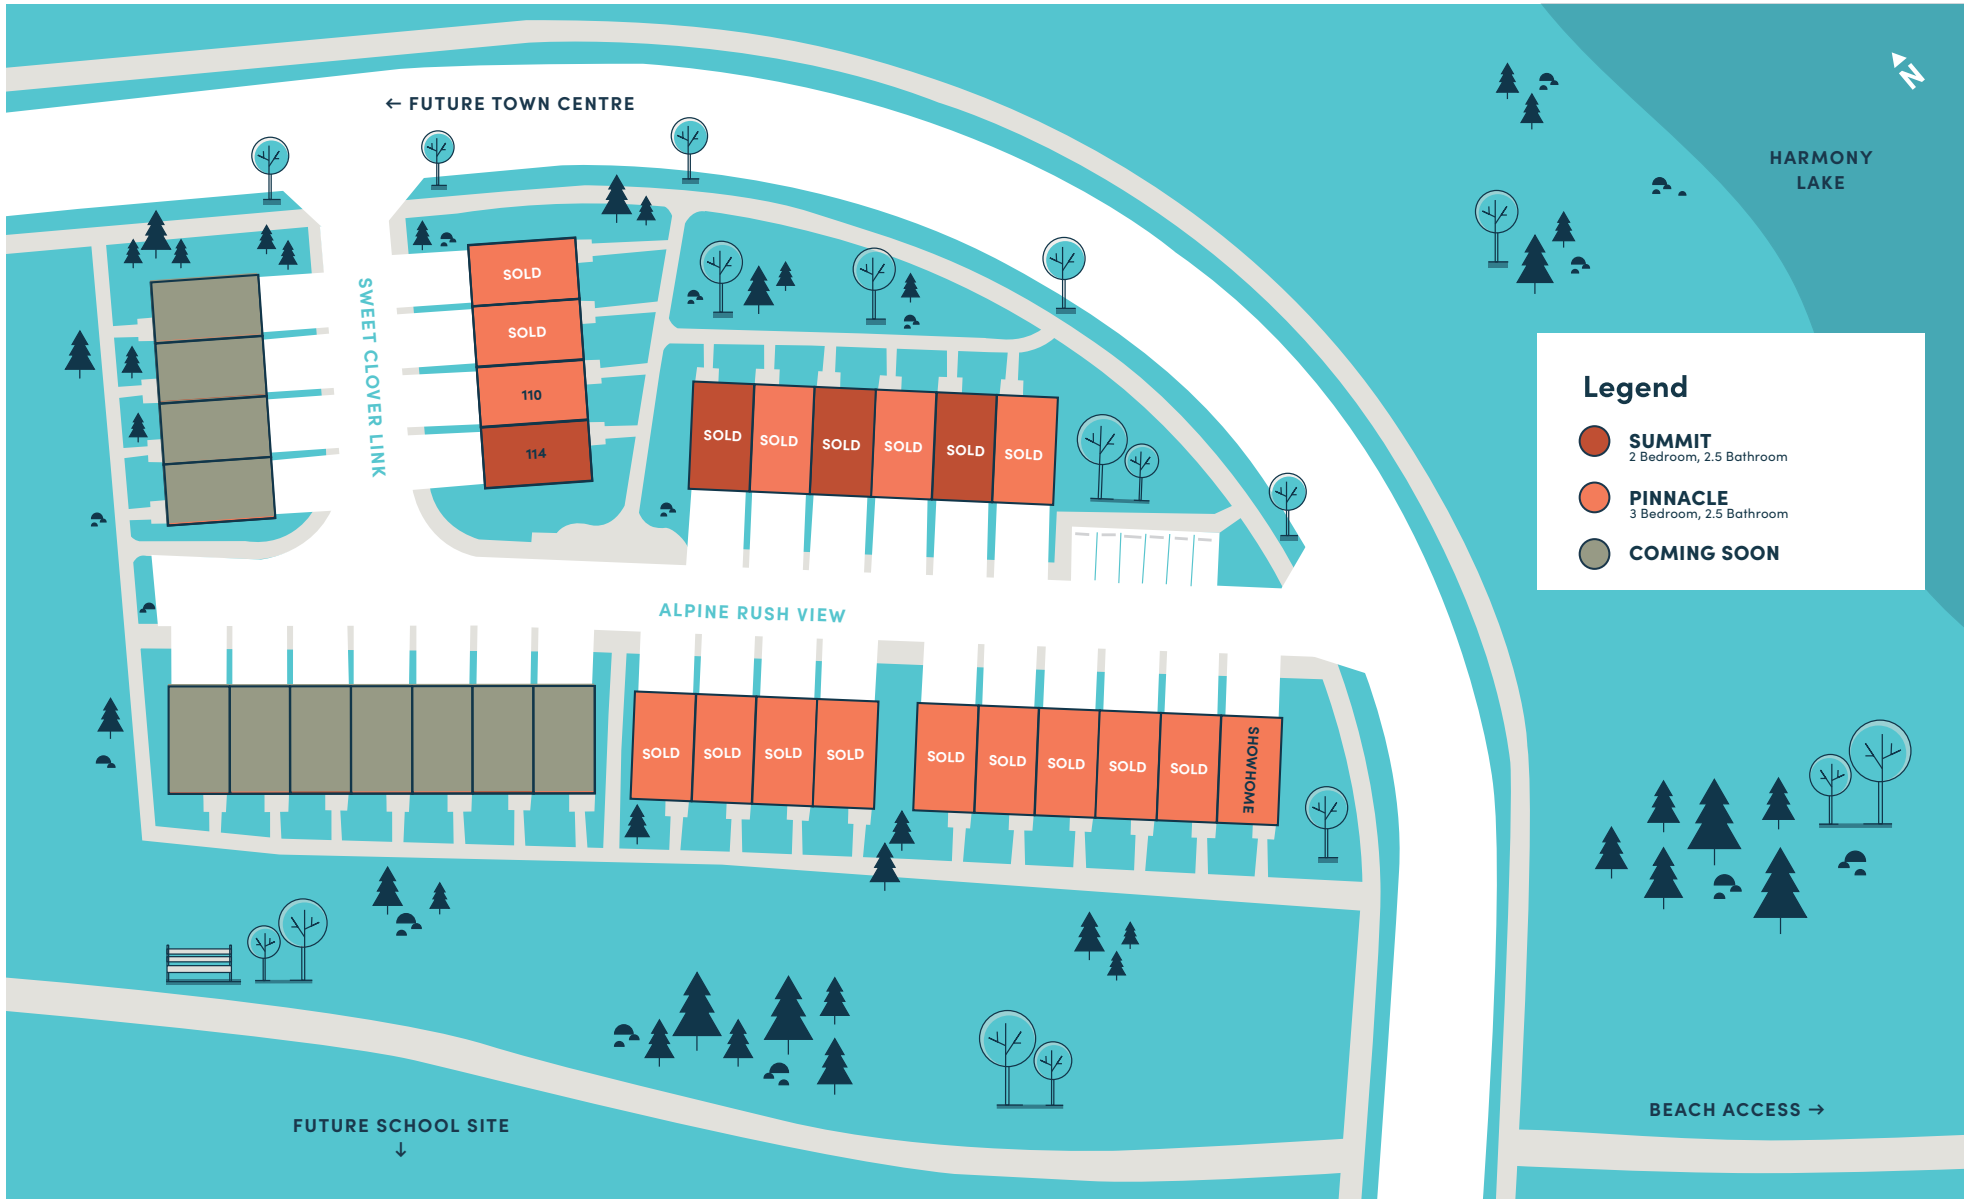 ← FUTURE TOWN CENTRE
N
HARMONY
LAKE
SWEET CLOVER LINK
SOLD
SOLD
110
114
SOLD
SOLD
SOLD
SOLD
SOLD
SOLD
Legend
SUMMIT
2 Bedroom, 2.5 Bathroom
PINNACLE
3 Bedroom, 2.5 Bathroom
COMING SOON
ALPINE RUSH VIEW
SOLD
SOLD
SOLD
SOLD
SOLD
SOLD
SOLD
SOLD
SOLD
SHOWHOME
FUTURE SCHOOL SITE
↓
BEACH ACCESS →